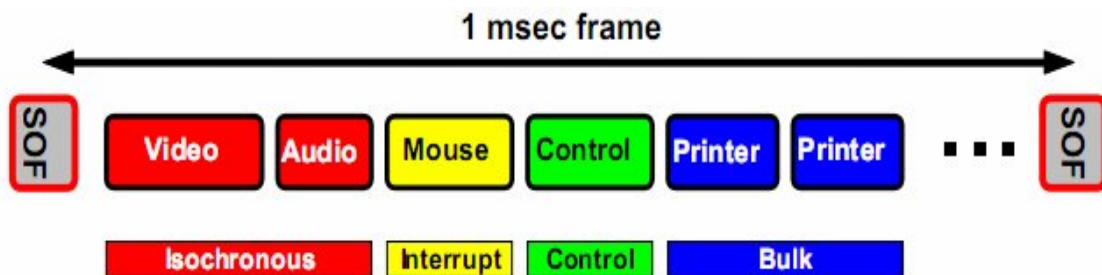 1 msec frame
SOF Video Audio Mouse Control Printer Printer ... SOF
Isochronous Interrupt Control Bulk